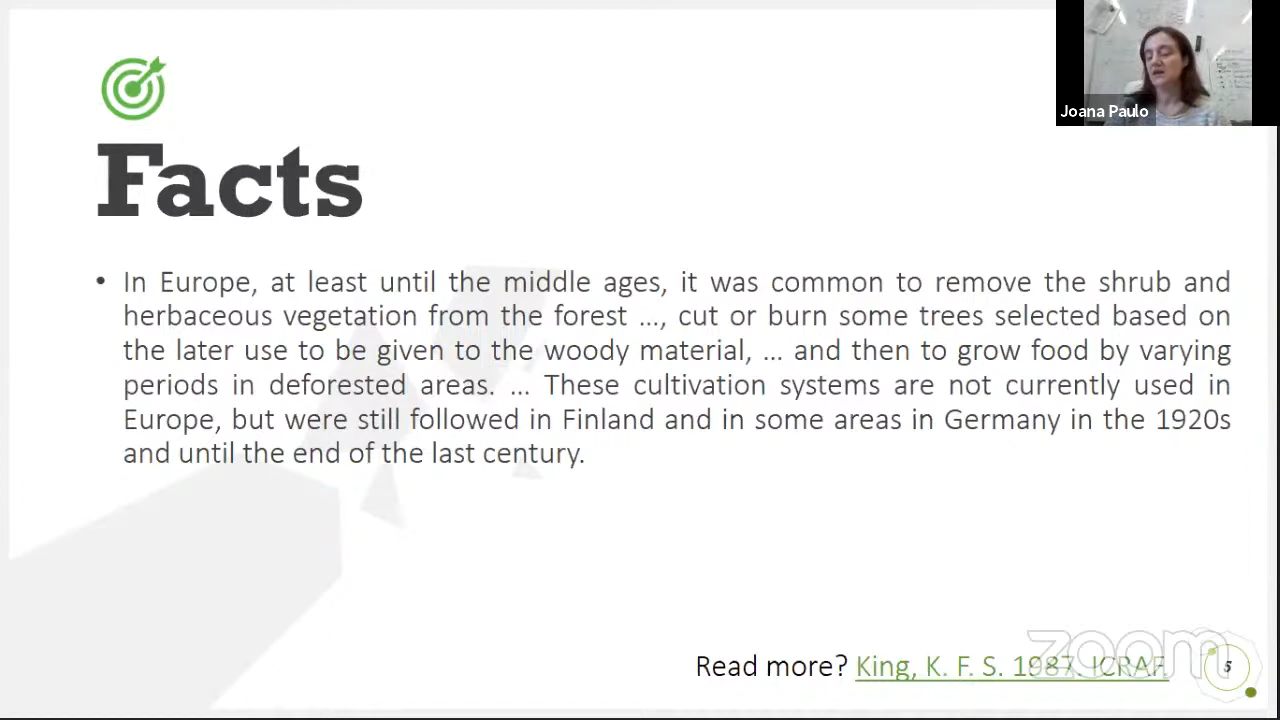 Joana Paulo
Facts
• In Europe, at least until the middle ages, it was common to remove the shrub and
herbaceous vegetation from the forest …, cut or burn some trees selected based on
the later use to be given to the woody material, … and then to grow food by varying
periods in deforested areas. … These cultivation systems are not currently used in
Europe, but were still followed in Finland and in some areas in Germany in the 1920s
and until the end of the last century.
zoom
Read more? King, K. F. S. 1987. ICRAF.
5